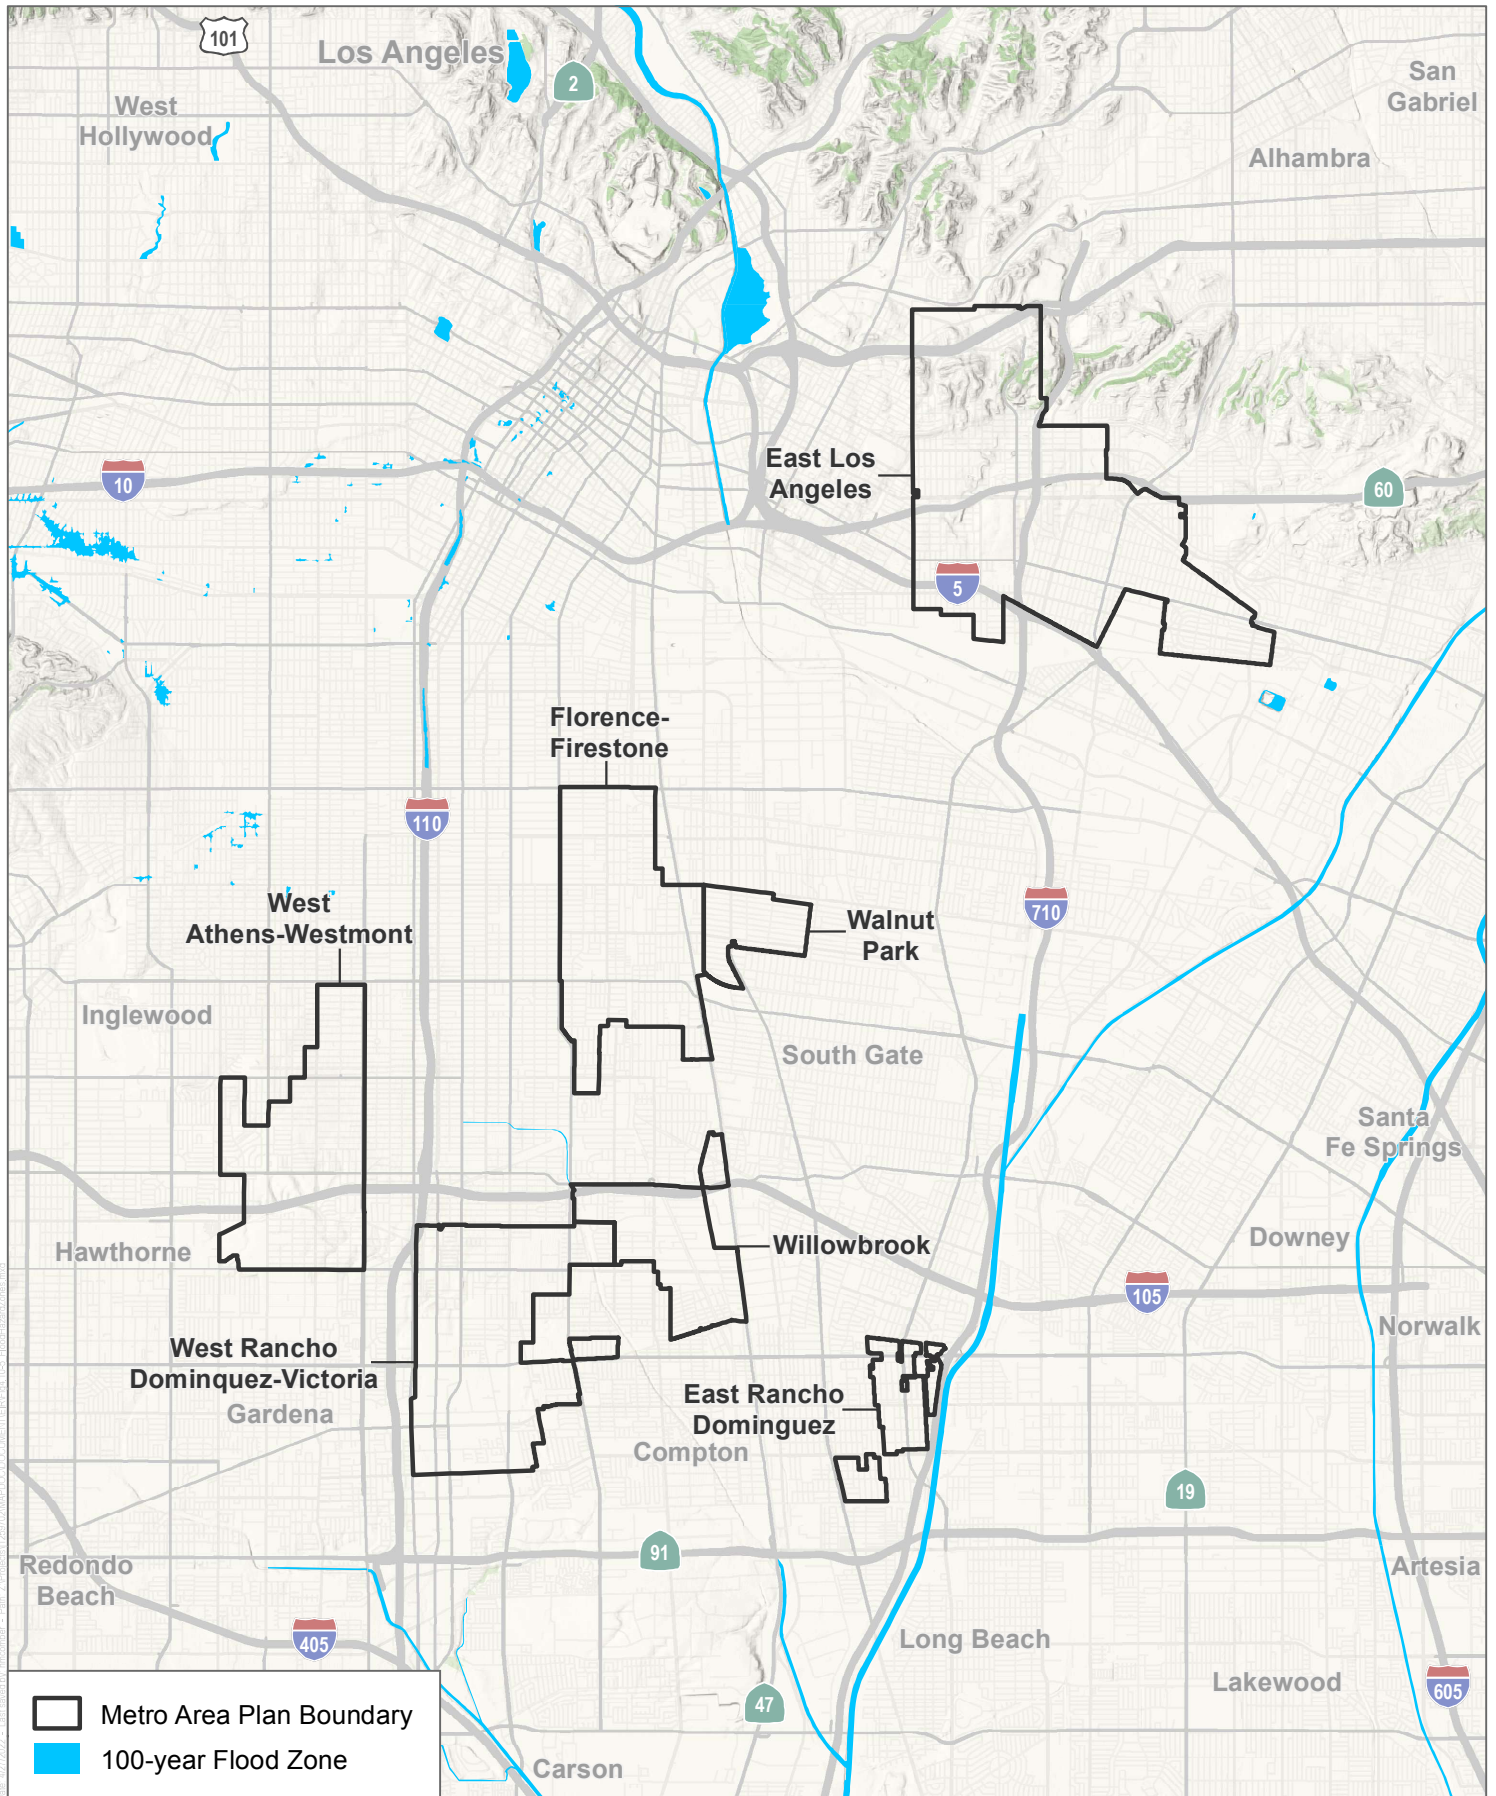 101
Los Angeles
2
San
Gabriel
West
Hollywood
Alhambra
East Los
Angeles
10
60
5
Florence-
Firestone
110
710
West
Athens-Westmont
Walnut
Park
Inglewood
South Gate
Santa
Fe Springs
Hawthorne
Willowbrook
Downey
105
Norwalk
West Rancho
Dominquez-Victoria
Gardena
East Rancho
Dominguez
Compton
19
91
Redondo
Beach
Artesia
405
Long Beach
Lakewood
605
47
Carson
Metro Area Plan Boundary
100-year Flood Zone